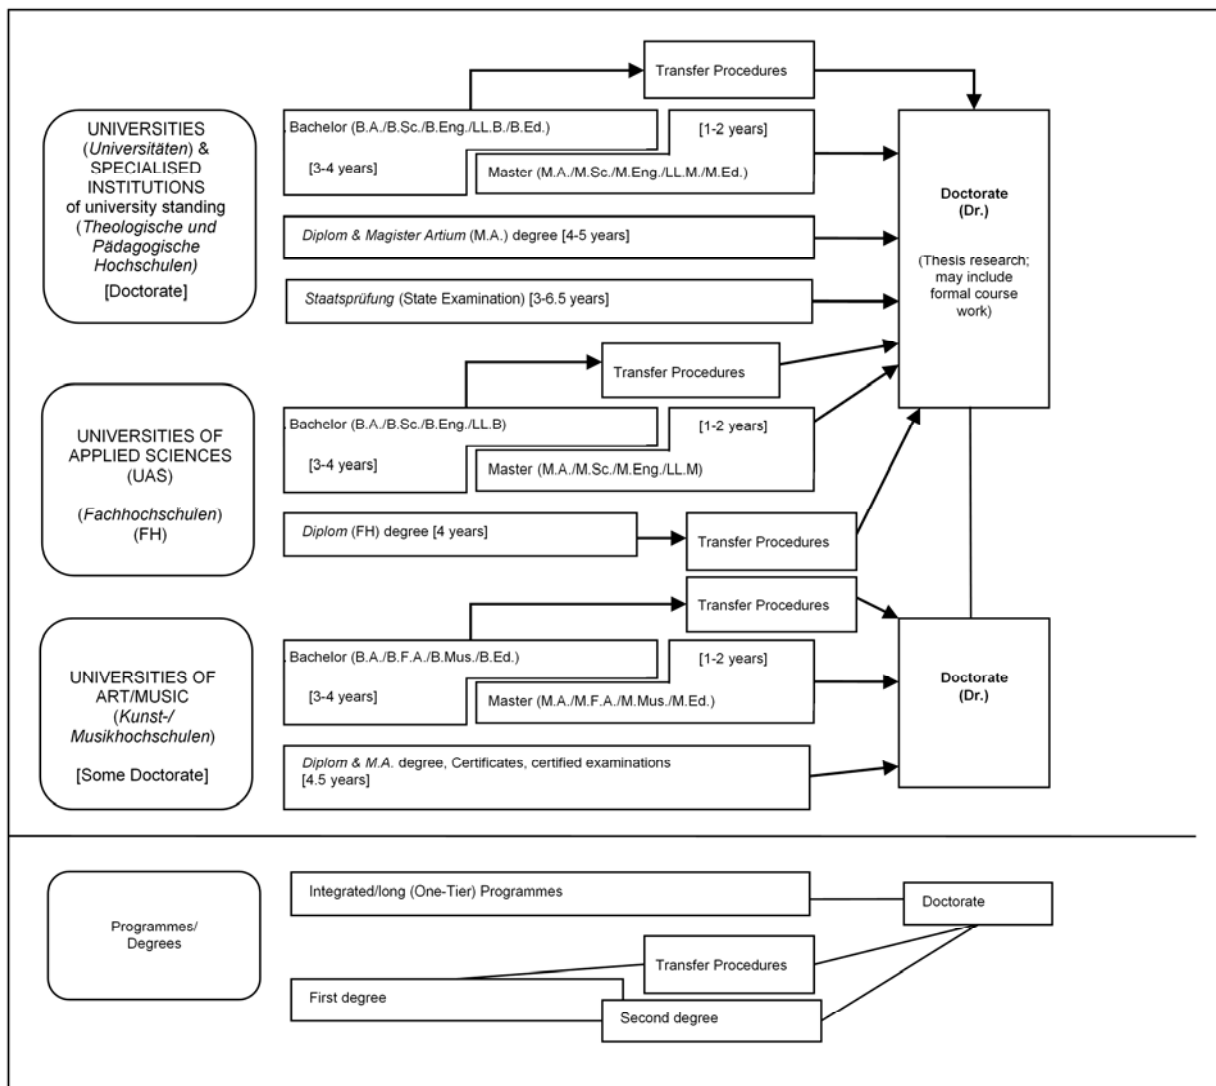 Transfer Procedures
UNIVERSITIES
(Universitäten) &
SPECIALISED
INSTITUTIONS
of university standing
(Theologische und
Pädagogische
Hochschulen)
[Doctorate]
Bachelor (B.A./B.Sc./B.Eng./LL.B./B.Ed.)
[3-4 years]
[1-2 years]
Master (M.A./M.Sc./M.Eng./LL.M./M.Ed.)
Diplom & Magister Artium (M.A.) degree [4-5 years]
Staatsprüfung (State Examination) [3-6.5 years]
Doctorate
(Dr.)
(Thesis research;
may include
formal course
work)
Transfer Procedures
UNIVERSITIES OF
APPLIED SCIENCES
(UAS)
(Fachhochschulen)
(FH)
Bachelor (B.A./B.Sc./B.Eng./LL.B)
[3-4 years]
[1-2 years]
Master (M.A./M.Sc./M.Eng./LL.M)
Diplom (FH) degree [4 years]
Transfer Procedures
Transfer Procedures
UNIVERSITIES OF
ART/MUSIC
(Kunst-/
Musikhochschulen)
[Some Doctorate]
Bachelor (B.A./B.F.A./B.Mus./B.Ed.)
[3-4 years]
[1-2 years]
Master (M.A./M.F.A./M.Mus./M.Ed.)
Diplom & M.A. degree, Certificates, certified examinations
[4.5 years]
Doctorate
(Dr.)
Programmes/
Degrees
Integrated/long (One-Tier) Programmes
Doctorate
Transfer Procedures
First degree
Second degree